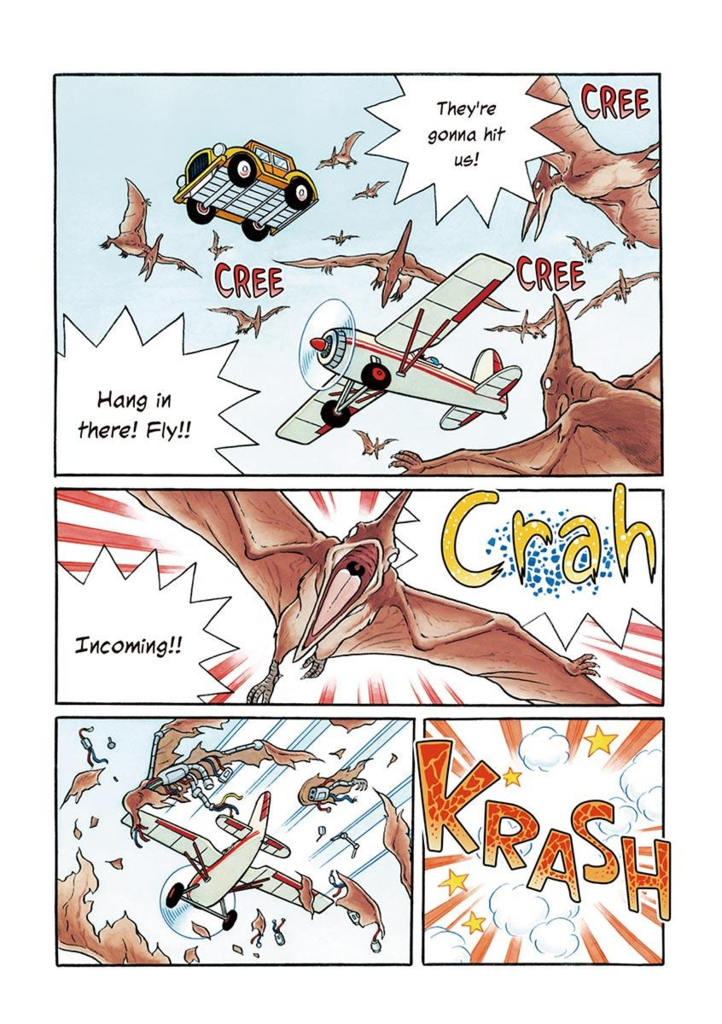 They're
gonna hit
us!
CREE
CREE
CREE
Hang in
there! Fly!!
Crah
Incoming!!
KRASH